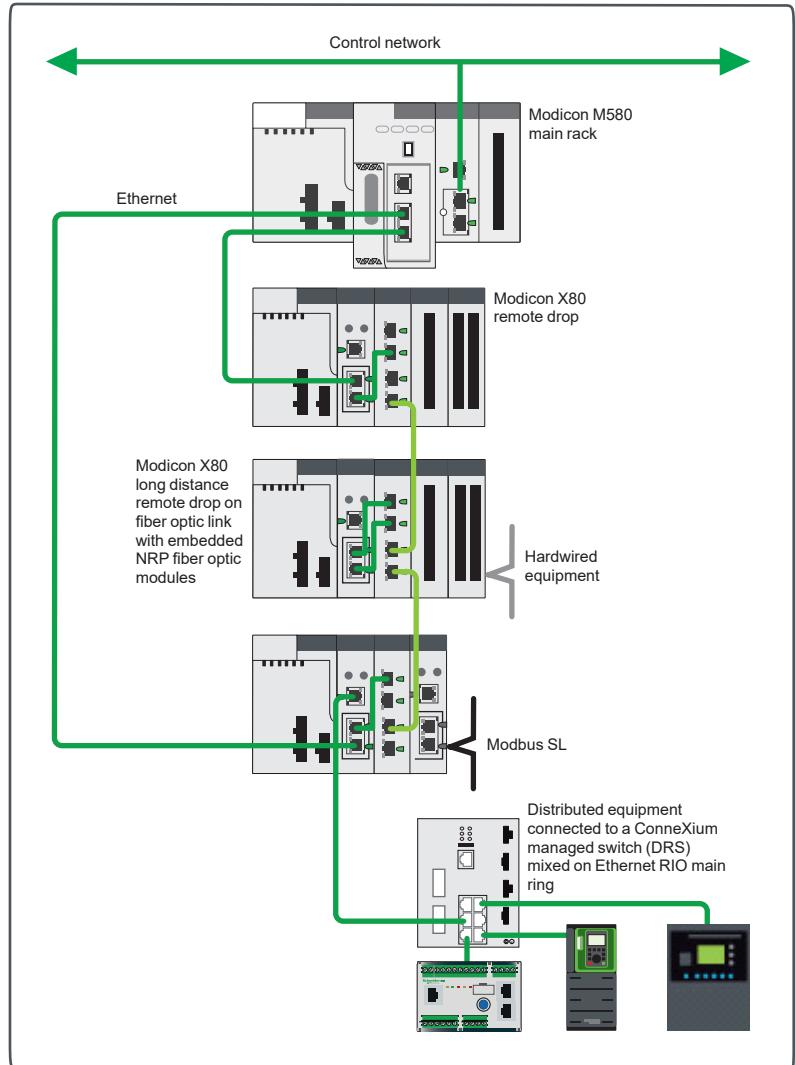 Control network
Modicon M580
main rack
Ethernet
Modicon X80
remote drop
Modicon X80
long distance
remote drop on
fiber optic link
with embedded
NRP fiber optic
modules
Hardwired
equipment
Modbus SL
Distributed equipment
connected to a ConneXium
managed switch (DRS)
mixed on Ethernet RIO main
ring